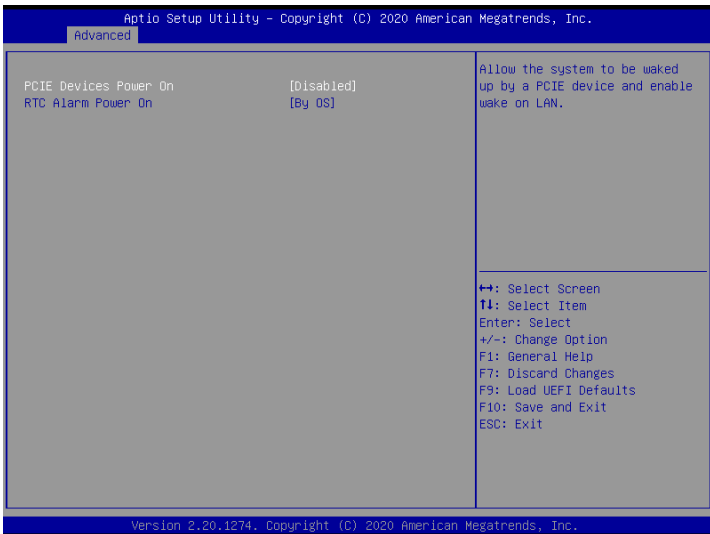 Aptio Setup Utility – Copyright (C) 2020 American Megatrends, Inc.
Advanced
PCIE Devices Power On [Disabled]
RTC Alarm Power On [By OS]
Allow the system to be waked
up by a PCIE device and enable
wake on LAN.
↔: Select Screen
↑↓: Select Item
Enter: Select
+/-: Change Option
F1: General Help
F7: Discard Changes
F9: Load UEFI Defaults
F10: Save and Exit
ESC: Exit
Version 2.20.1274. Copyright (C) 2020 American Megatrends, Inc.